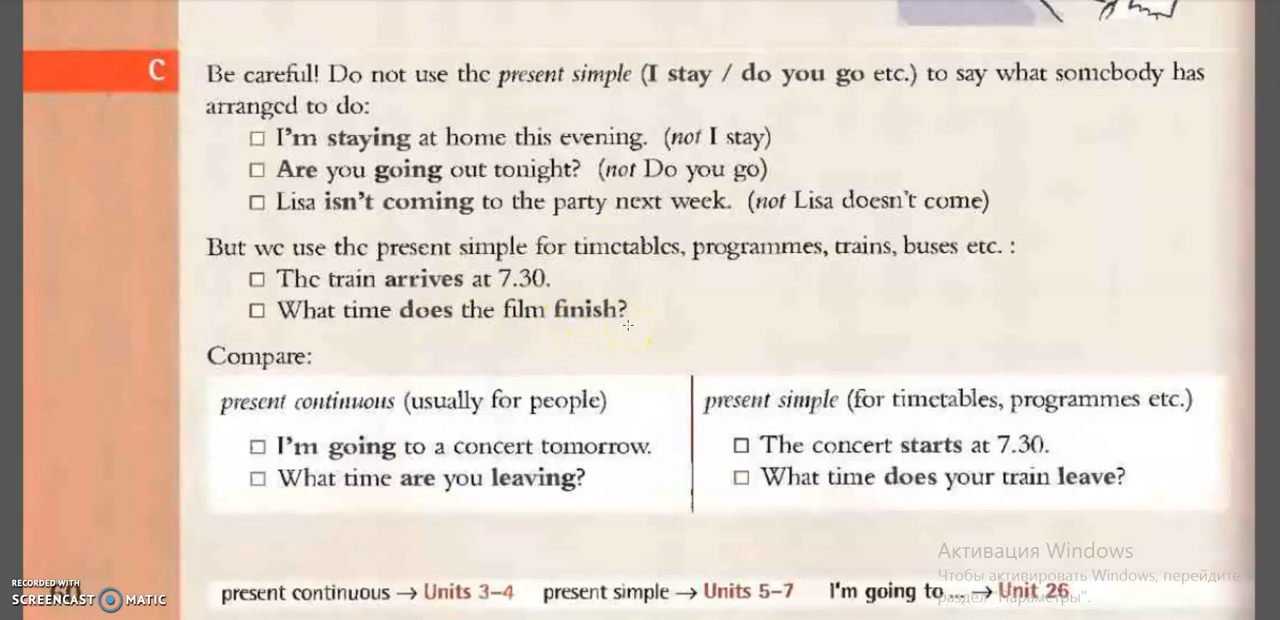 C
Be careful! Do not use the present simple (I stay / do you go etc.) to say what somebody has
arranged to do:
□ I'm staying at home this evening. (not I stay)
□ Are you going out tonight? (not Do you go)
□ Lisa isn't coming to the party next week. (not Lisa doesn't come)
But we use the present simple for timetables, programmes, trains, buses etc. :
□ The train arrives at 7.30.
□ What time does the film finish?
Compare:
present continuous (usually for people)
□ I'm going to a concert tomorrow.
□ What time are you leaving?
present simple (for timetables, programmes etc.)
□ The concert starts at 7.30.
□ What time does your train leave?
Активация Windows
Чтобы активировать Windows, перейдите в
раздел "Параметры".
present continuous → Units 3–4 present simple → Units 5–7 I'm going to ... → Unit 26
RECORDED WITH
SCREENCAST MATIC